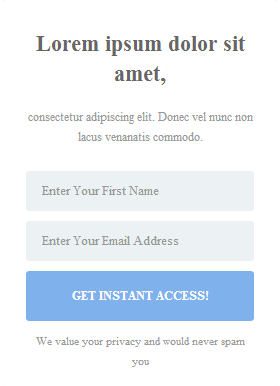 Lorem ipsum dolor sit
amet,
consectetur adipiscing elit. Donec vel nunc non
lacus venanatis commodo.
Enter Your First Name
Enter Your Email Address
GET INSTANT ACCESS!
We value your privacy and would never spam
you